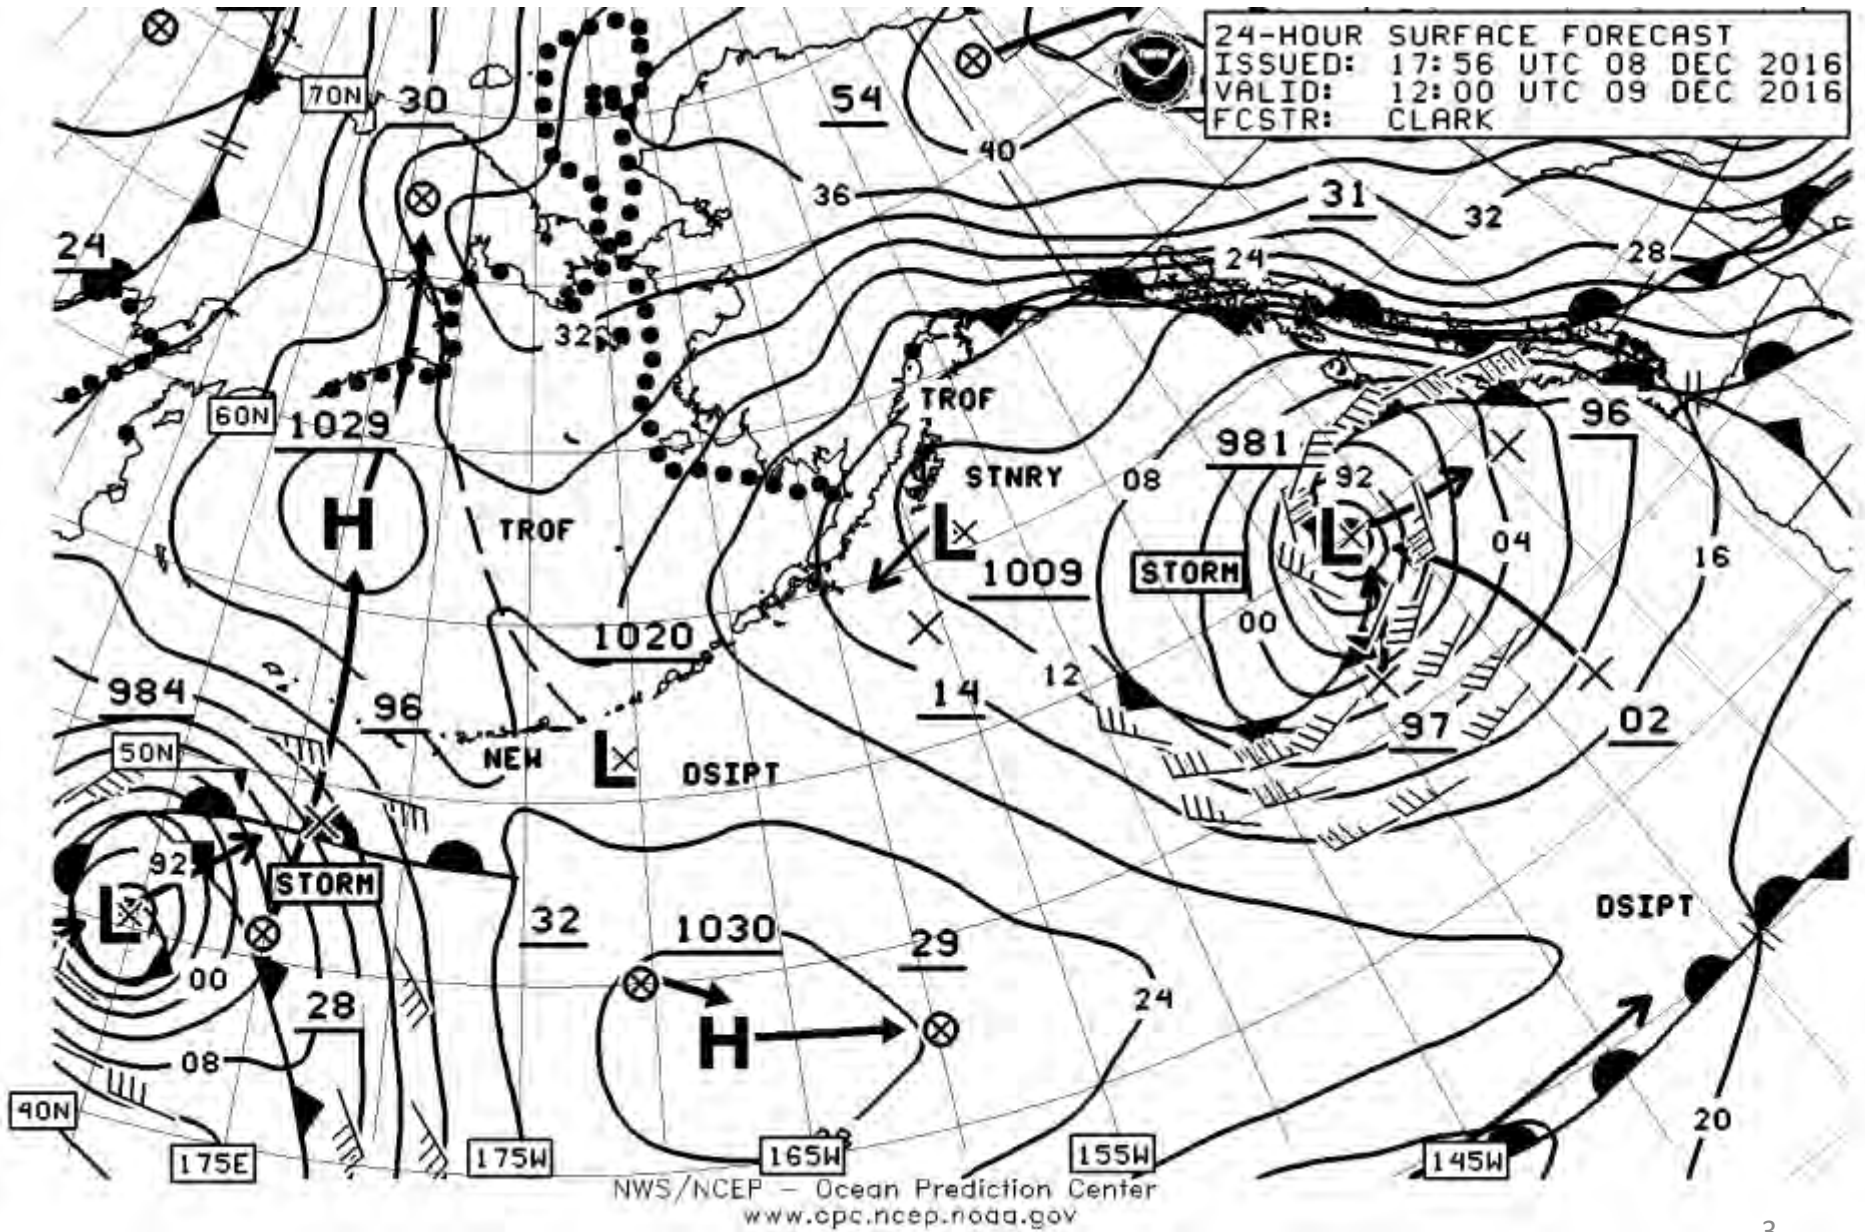 24-HOUR SURFACE FORECAST
ISSUED: 17:56 UTC 08 DEC 2016
VALID: 12:00 UTC 09 DEC 2016
FCSTR: CLARK
70N
30
54
40
36
31
32
24
24
28
32
60N
1029
TROF
96
981
92
STNRY
08
H
TROF
L
04
L
16
1009
STORM
00
1020
12
984
96
14
97
02
50N
NEW
L
DSIPT
92
STORM
L
32
1030
29
DSIPT
00
28
24
H
08
40N
20
175E
175W
165W
155W
145W
NWS/NCEP – Ocean Prediction Center
www.opc.ncep.noaa.gov